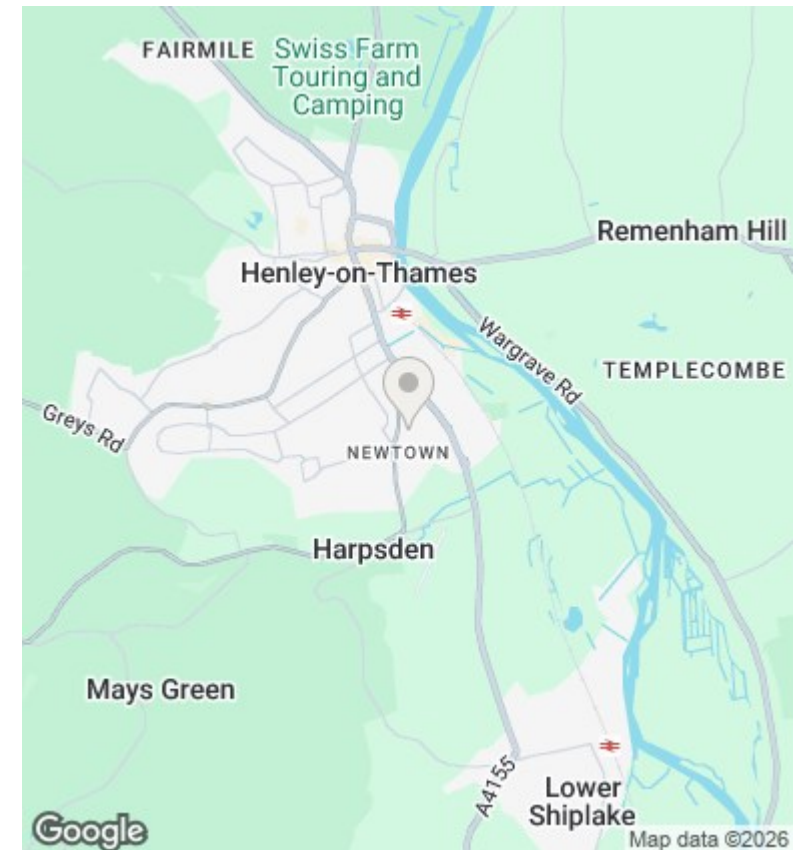 FAIRMILE
Swiss Farm
Touring and
Camping
Remenham Hill
Henley-on-Thames
Wargrave Rd
TEMPLECOMBE
Greys Rd
NEWTOWN
Harpsden
Mays Green
A4155
Lower
Shiplake
Google
Map data ©2026